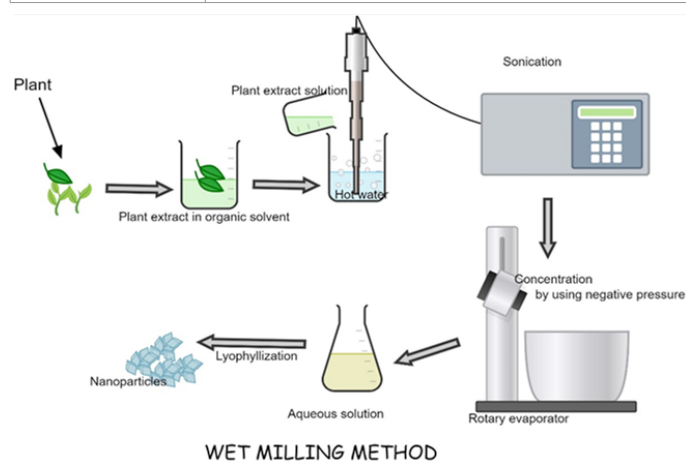 Sonication
Plant
Plant extract solution
Hot water
Plant extract in organic solvent
Concentration
by using negative pressure
Lyophyllization
Nanoparticles
Aqueous solution
Rotary evaporator
WET MILLING METHOD